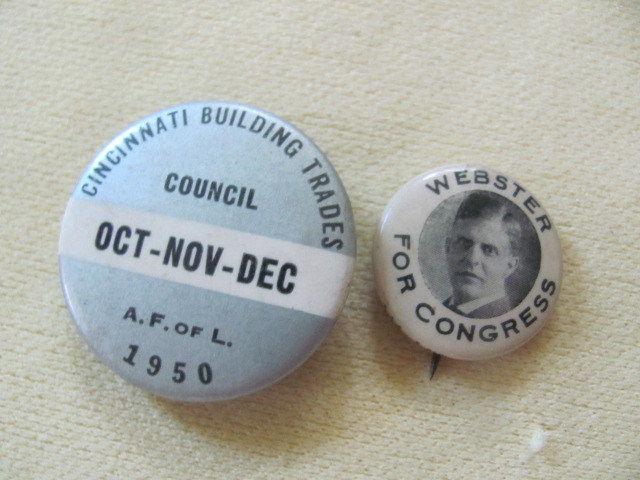 CINCINNATI BUILDING TRADES
COUNCIL
OCT-NOV-DEC
A.F. OF L.
1950
WEBSTER
FOR CONGRESS